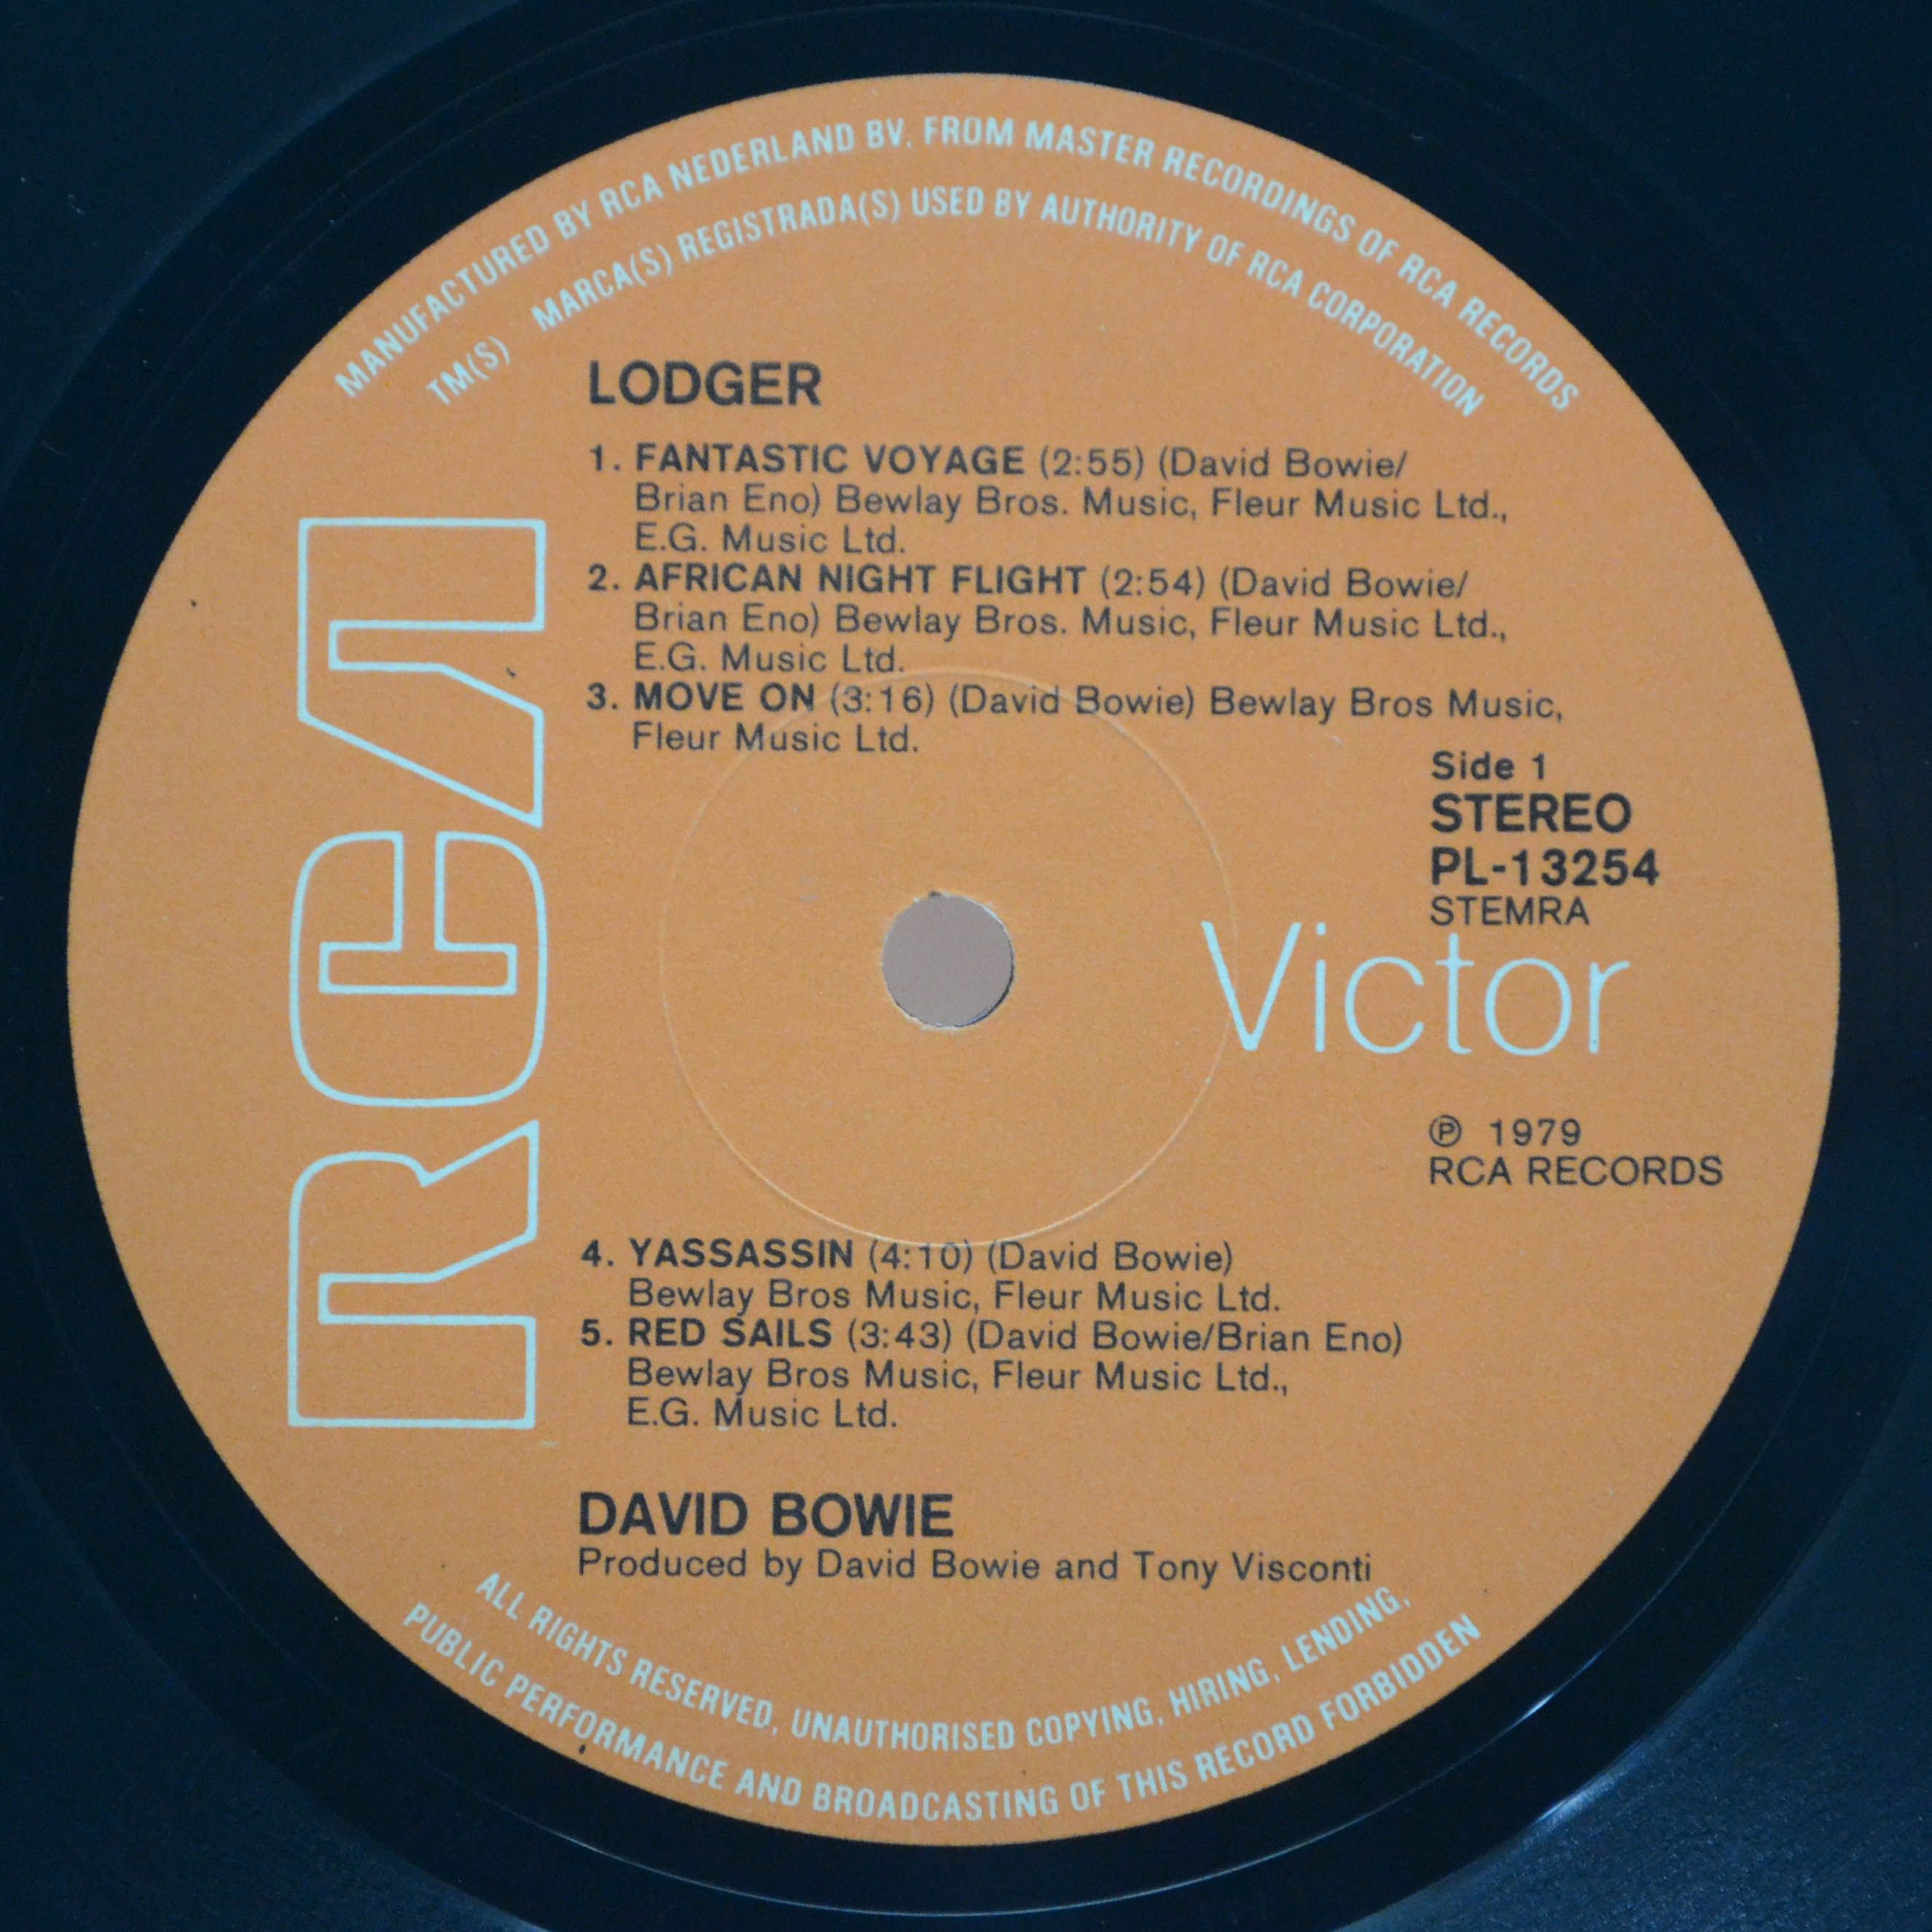 MANUFACTURED BY RCA NEDERLAND BV. FROM MASTER RECORDINGS OF RCA RECORDS
TM(S) MARCA(S) REGISTRADA(S) USED BY AUTHORITY OF RCA CORPORATION
LODGER
1. FANTASTIC VOYAGE (2:55) (David Bowie/
Brian Eno) Bewlay Bros. Music, Fleur Music Ltd.,
E.G. Music Ltd.
2. AFRICAN NIGHT FLIGHT (2:54) (David Bowie/
Brian Eno) Bewlay Bros. Music, Fleur Music Ltd.,
E.G. Music Ltd.
3. MOVE ON (3:16) (David Bowie) Bewlay Bros Music,
Fleur Music Ltd.
Side 1
STEREO
PL-13254
STEMRA
RCA
Victor
℗ 1979
RCA RECORDS
4. YASSASSIN (4:10) (David Bowie)
Bewlay Bros Music, Fleur Music Ltd.
5. RED SAILS (3:43) (David Bowie/Brian Eno)
Bewlay Bros Music, Fleur Music Ltd.,
E.G. Music Ltd.
DAVID BOWIE
Produced by David Bowie and Tony Visconti
ALL RIGHTS RESERVED, UNAUTHORISED COPYING, HIRING, LENDING,
PUBLIC PERFORMANCE AND BROADCASTING OF THIS RECORD FORBIDDEN